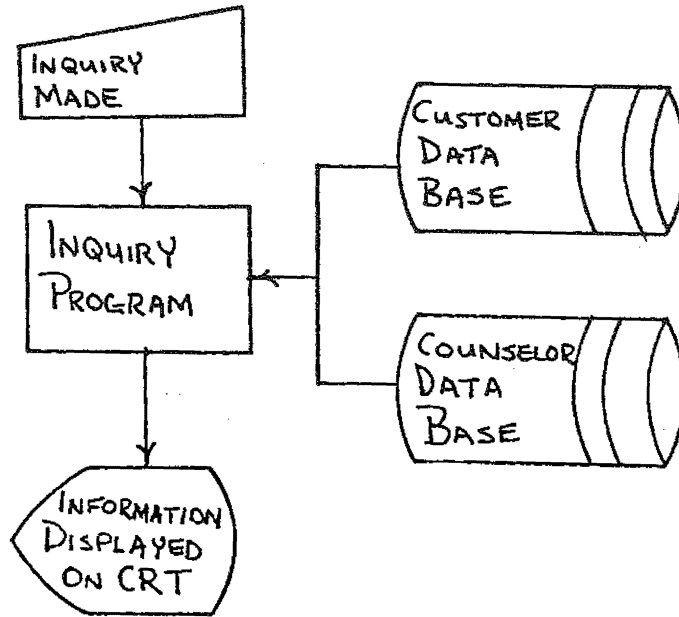 INQUIRY
MADE
CUSTOMER
DATA
BASE
INQUIRY
PROGRAM
COUNSELOR
DATA
BASE
INFORMATION
DISPLAYED
ON CRT